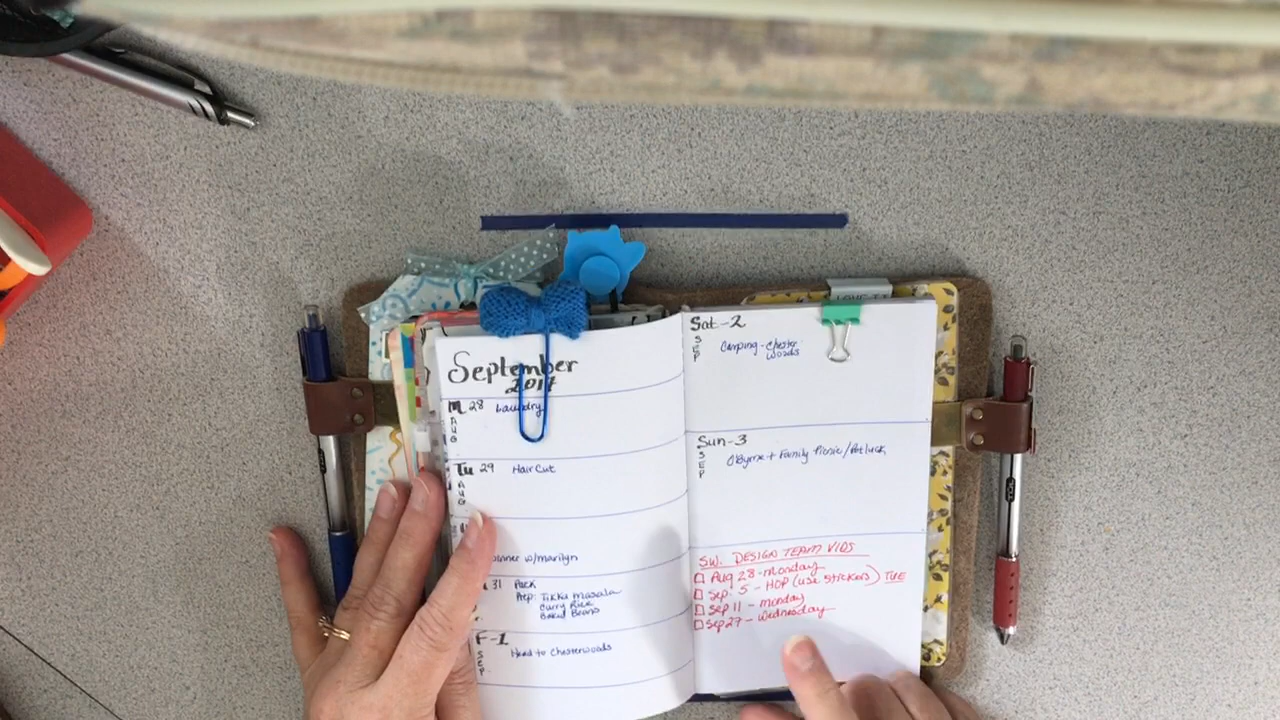 September
2017
M 28 Laundry
AUG
Tu 29 Hair Cut
AUG
w/marilyn
31 Pack
Prep: Tikka masala
Curry Rice
Baked Beans
F-1 Head to Chesterwoods
SEP
Sat-2
SEP
Camping - Chester
woods
Sun-3
SEP
+ Family Picnic/Potluck
SW. DESIGN TEAM VIDS
Aug 28 - monday
Sep. 5 - HOP (use stickers) TUE
Sep 11 - monday
Sep 27 - wednesday